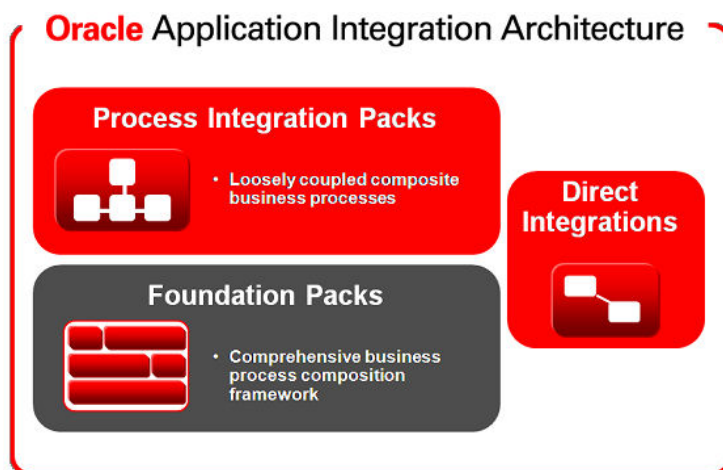 Oracle Application Integration Architecture
Process Integration Packs
• Loosely coupled composite
business processes
Direct
Integrations
Foundation Packs
• Comprehensive business
process composition
framework